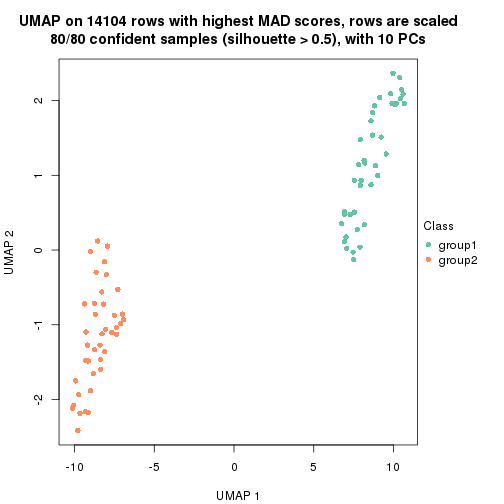 UMAP on 14104 rows with highest MAD scores, rows are scaled
80/80 confident samples (silhouette > 0.5), with 10 PCs
2
1
0
-1
-2
UMAP 2
-10
-5
0
5
10
UMAP 1
Class
group1
group2